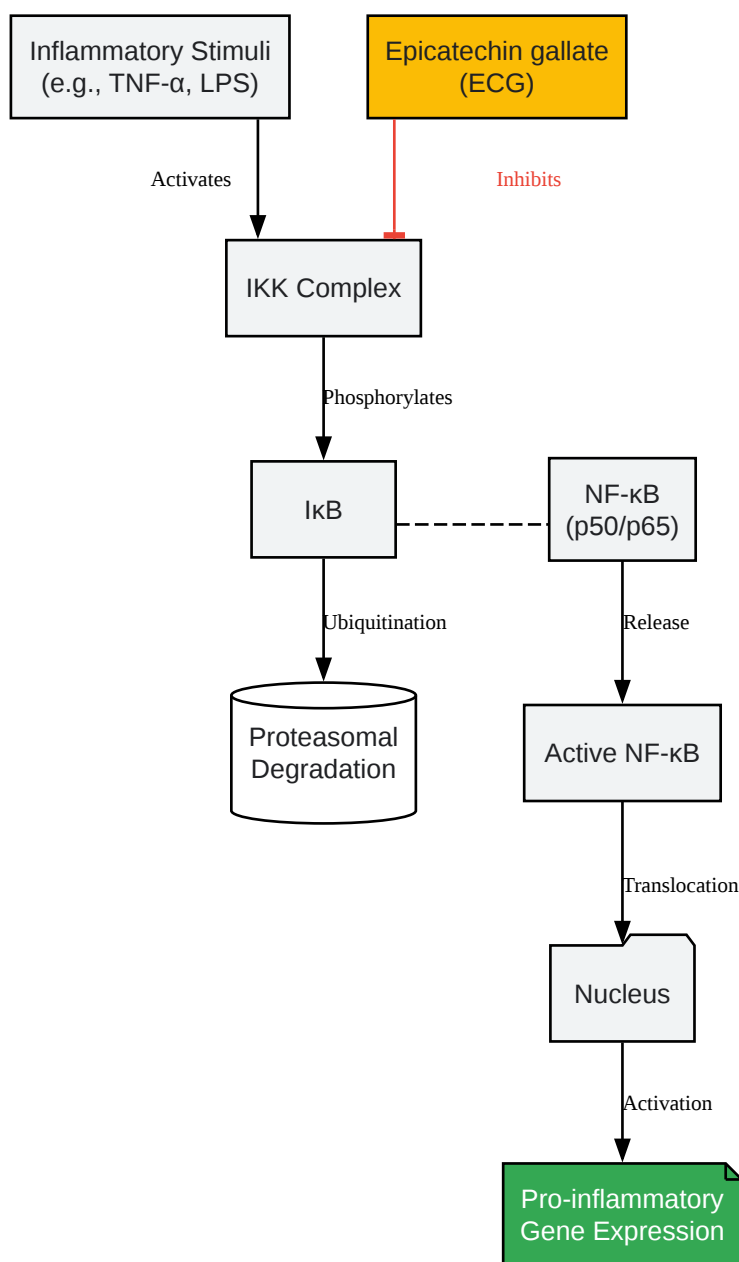 Inflammatory Stimuli
(e.g., TNF-α, LPS)
Epicatechin gallate
(ECG)
Activates
Inhibits
IKK Complex
Phosphorylates
IκB
NF-κB
(p50/p65)
Ubiquitination
Release
Proteasomal
Degradation
Active NF-κB
Translocation
Nucleus
Activation
Pro-inflammatory
Gene Expression